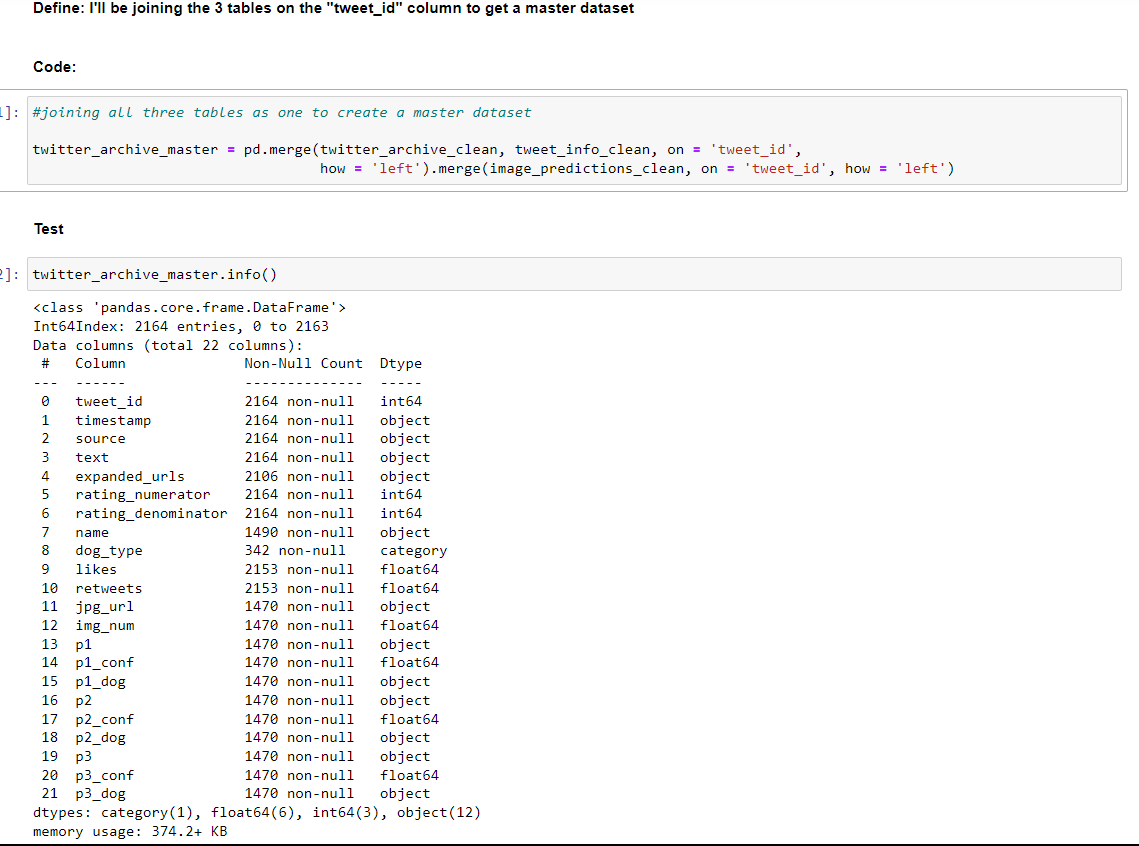 Define: I'll be joining the 3 tables on the "tweet_id" column to get a master dataset
Code:
]: #joining all three tables as one to create a master dataset
twitter_archive_master = pd.merge(twitter_archive_clean, tweet_info_clean, on = 'tweet_id',
how = 'left').merge(image_predictions_clean, on = 'tweet_id', how = 'left')
Test
2]: twitter_archive_master.info()
<class 'pandas.core.frame.DataFrame'>
Int64Index: 2164 entries, 0 to 2163
Data columns (total 22 columns):
 #   Column              Non-Null Count  Dtype
---  ------              --------------  -----
 0   tweet_id            2164 non-null   int64
 1   timestamp           2164 non-null   object
 2   source              2164 non-null   object
 3   text                2164 non-null   object
 4   expanded_urls       2106 non-null   object
 5   rating_numerator    2164 non-null   int64
 6   rating_denominator  2164 non-null   int64
 7   name                1490 non-null   object
 8   dog_type            342 non-null    category
 9   likes               2153 non-null   float64
 10  retweets            2153 non-null   float64
 11  jpg_url             1470 non-null   object
 12  img_num             1470 non-null   float64
 13  p1                  1470 non-null   object
 14  p1_conf             1470 non-null   float64
 15  p1_dog              1470 non-null   object
 16  p2                  1470 non-null   object
 17  p2_conf             1470 non-null   float64
 18  p2_dog              1470 non-null   object
 19  p3                  1470 non-null   object
 20  p3_conf             1470 non-null   float64
 21  p3_dog              1470 non-null   object
dtypes: category(1), float64(6), int64(3), object(12)
memory usage: 374.2+ KB